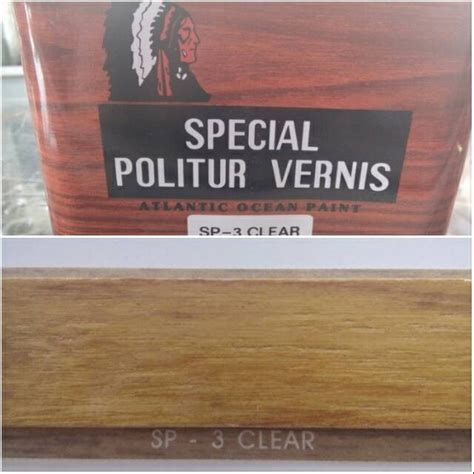 SPECIAL
POLITUR VERNIS
ATLANTIC OCEAN PAINT
SP-3 CLEAR
SP - 3 CLEAR